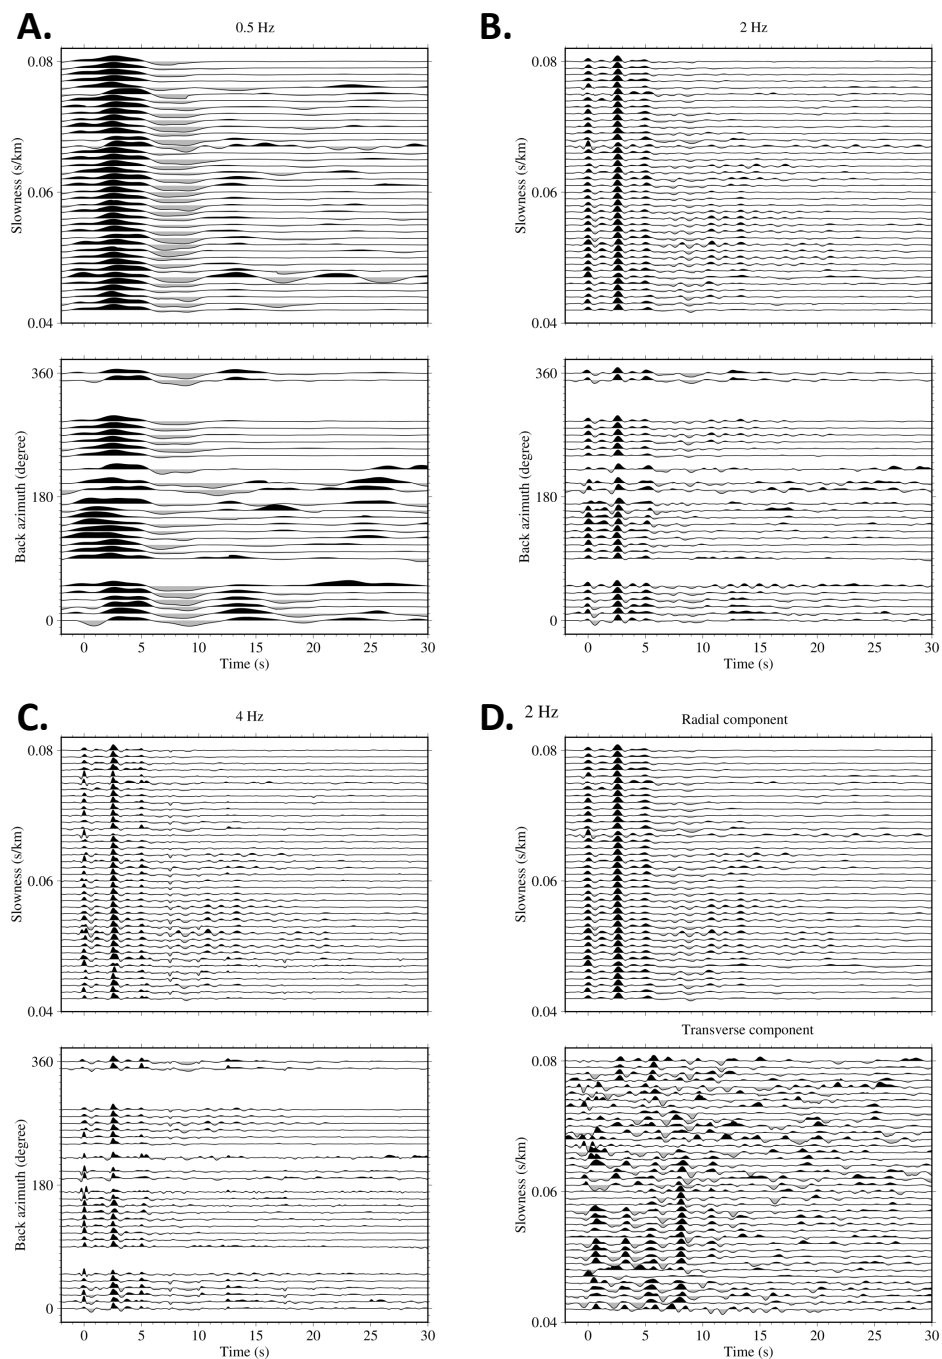 A.
0.5 Hz
B.
2 Hz
0.08
0.06
0.04
Slowness (s/km)
0.08
0.06
0.04
Slowness (s/km)
360
180
0
Back azimuth (degree)
0 5 10 15 20 25 30
Time (s)
360
180
0
Back azimuth (degree)
0 5 10 15 20 25 30
Time (s)
C.
4 Hz
D.
2 Hz
Radial component
0.08
0.06
0.04
Slowness (s/km)
0.08
0.06
0.04
Slowness (s/km)
360
180
0
Back azimuth (degree)
0 5 10 15 20 25 30
Time (s)
Transverse component
0.08
0.06
0.04
Slowness (s/km)
0 5 10 15 20 25 30
Time (s)